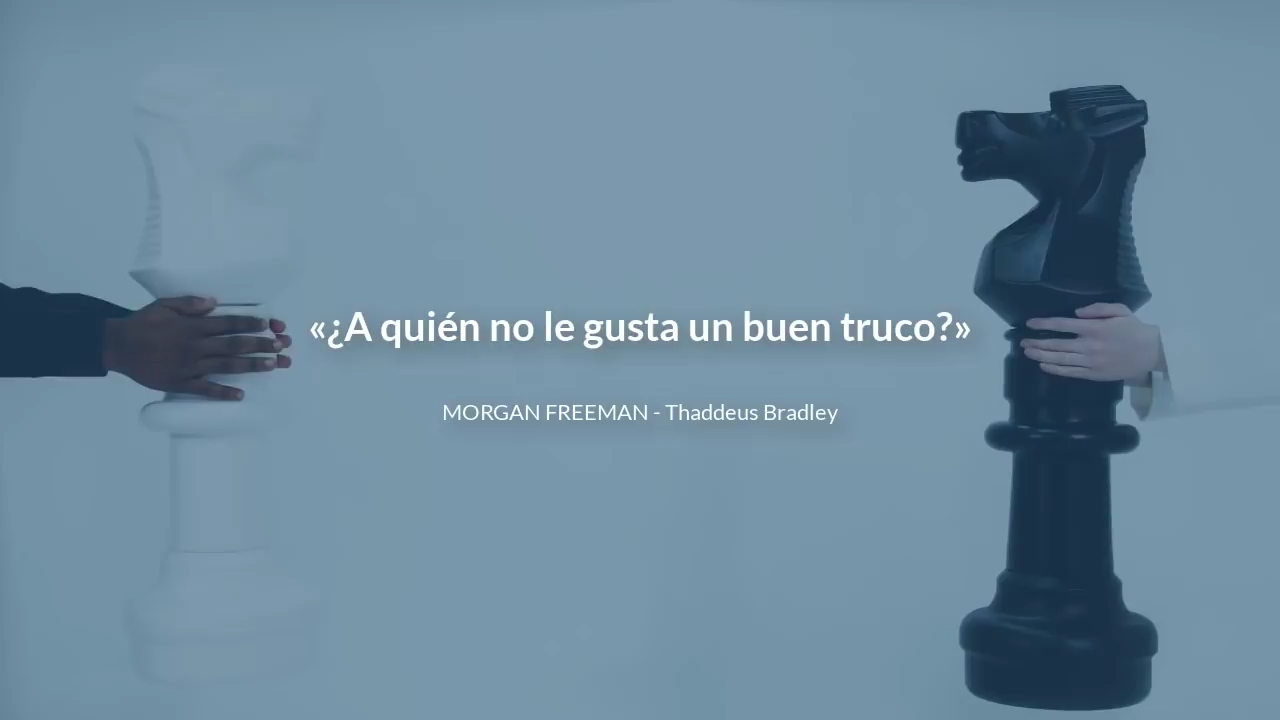 «¿A quién no le gusta un buen truco?»
MORGAN FREEMAN - Thaddeus Bradley